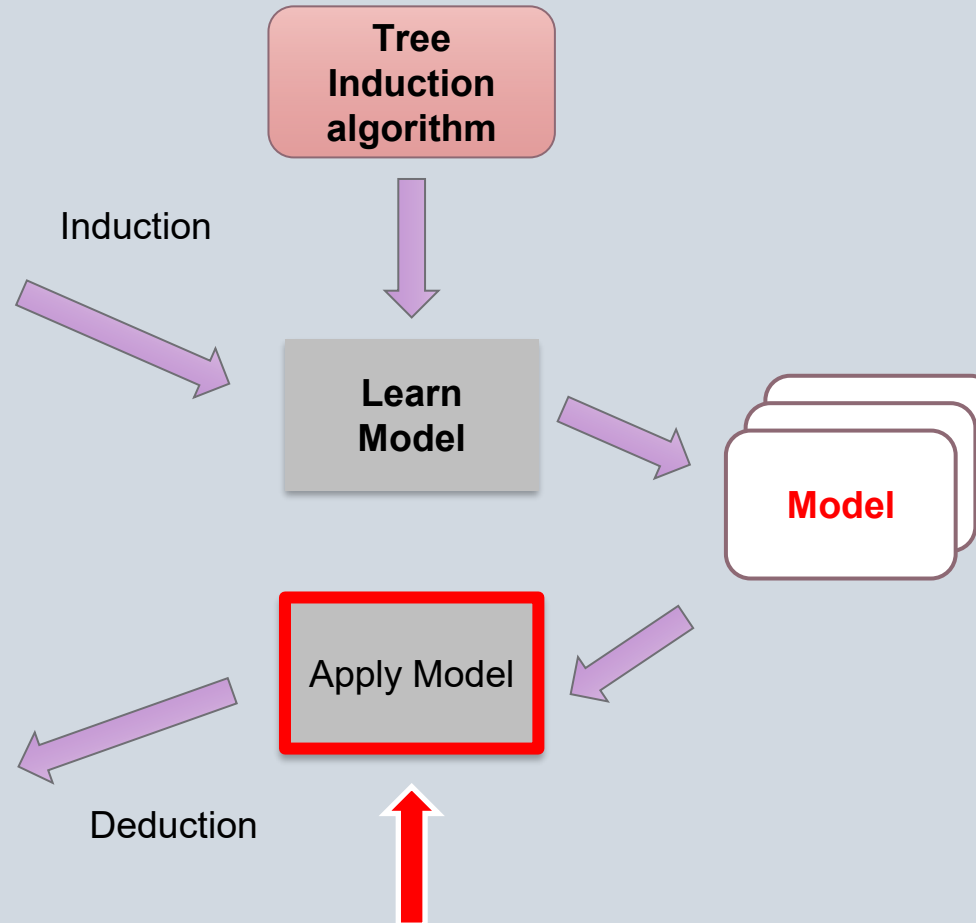 Tree
Induction
algorithm
Induction
Learn
Model
Model
Apply Model
Deduction